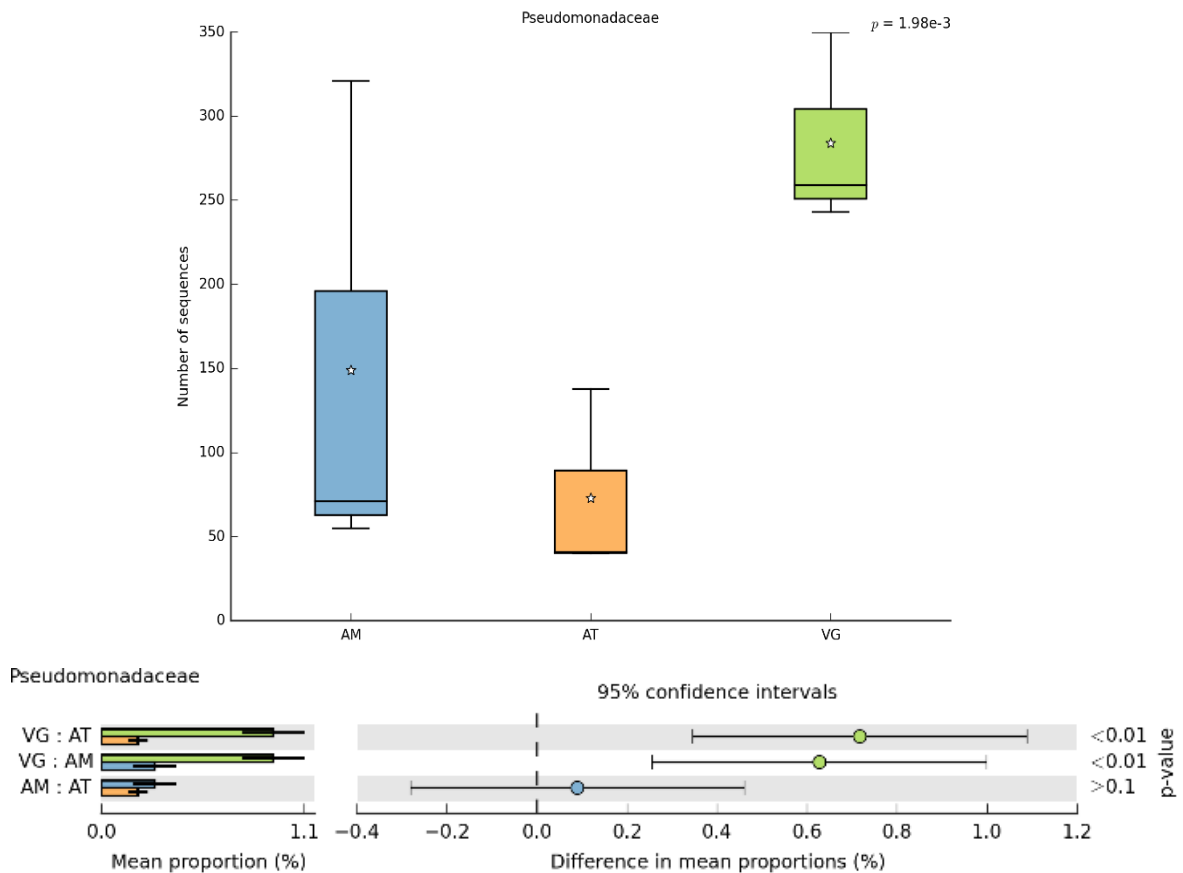 Pseudomonadaceae
p = 1.98e-3
350
300
250
200
150
100
50
0
Number of sequences
AM AT VG
Pseudomonadaceae
95% confidence intervals
VG : AT <0.01
VG : AM <0.01
AM : AT >0.1
p-value
0.0 1.1 −0.4 −0.2 0.0 0.2 0.4 0.6 0.8 1.0 1.2
Mean proportion (%) Difference in mean proportions (%)